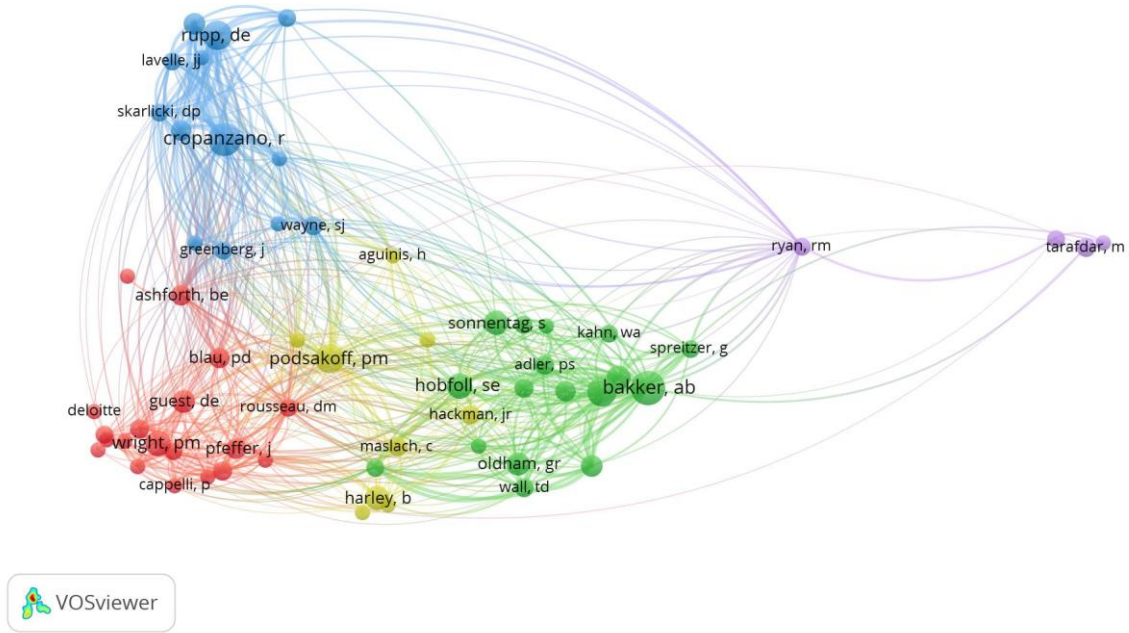 rupp, de
lavelle, jj
skarlicki, dp
cropanzano, r
wayne, sj
greenberg, j
aguinis, h
ryan, rm
tarafdar, m
ashforth, be
sonnentag, s
kahn, wa
spreitzer, g
blau, pd
podsakoff, pm
adler, ps
hobfoll, se
bakker, ab
deloitte
guest, de
rousseau, dm
hackman, jr
wright, pm
pfeffer, j
maslach, c
oldham, gr
cappelli, p
wall, td
harley, b
VOSviewer